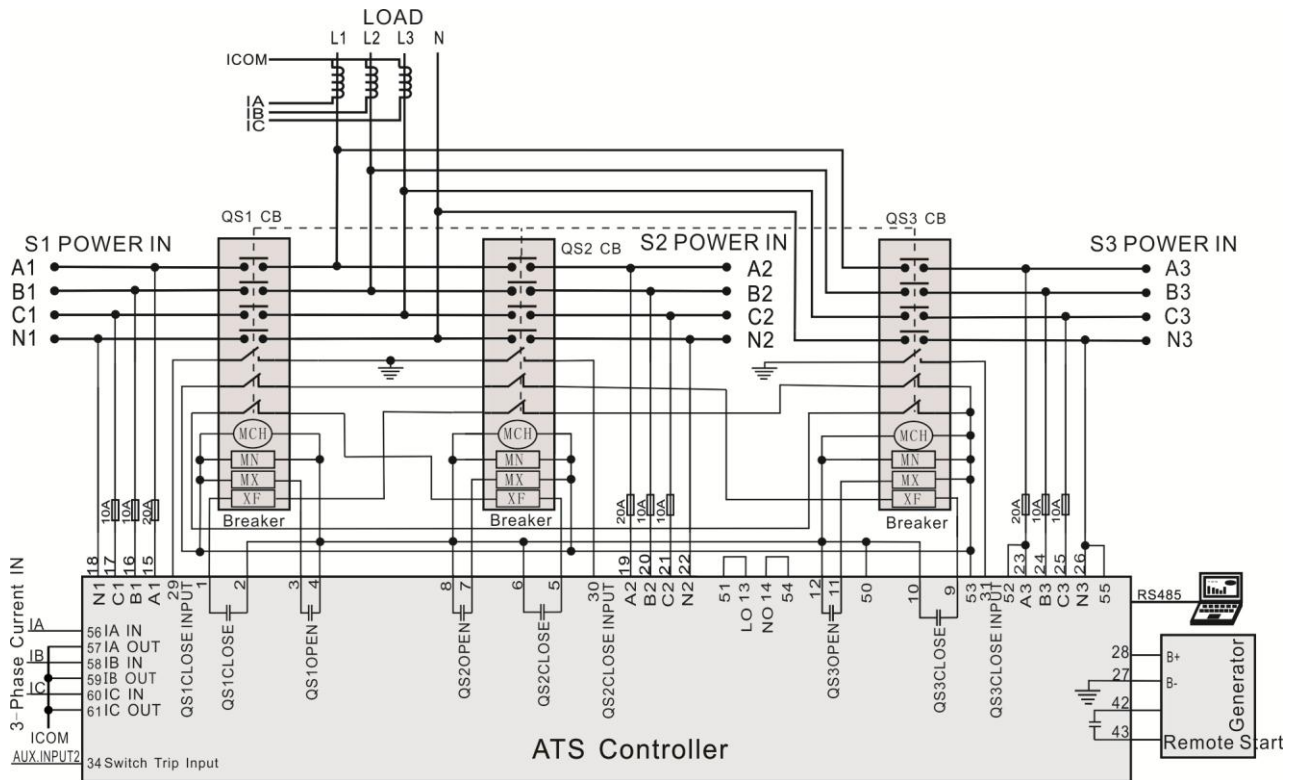 LOAD
L1 L2 L3 N
ICOM
IA
IB
IC
QS1 CB
QS2 CB
QS3 CB
S1 POWER IN
S2 POWER IN
S3 POWER IN
A1
B1
C1
N1
A2
B2
C2
N2
A3
B3
C3
N3
MCH
MN
MX
XF
Breaker
MCH
MN
MX
XF
Breaker
MCH
MN
MX
XF
Breaker
10A 10A 20A
20A 10A 10A
20A 10A 10A
18 17 16 15 29 1 2 3 4 8 7 6 5 30 19 20 21 22 51 13 14 54 12 11 50 10 9 53 31 52 23 24 25 26 55
N1 C1 B1 A1
QS1CLOSE INPUT
QS1CLOSE
QS1OPEN
QS2OPEN
QS2CLOSE
QS2CLOSE INPUT
A2 B2 C2 N2
LO NO
QS3OPEN
QS3CLOSE
QS3CLOSE INPUT
A3 B3 C3 N3
RS485
3-Phase Current IN
IA
IB
IC
56 IA IN
57 IA OUT
58 IB IN
59 IB OUT
60 IC IN
61 IC OUT
ICOM
AUX.INPUT2
34 Switch Trip Input
ATS Controller
28 B+
27 B-
42
43
Generator
Remote Start